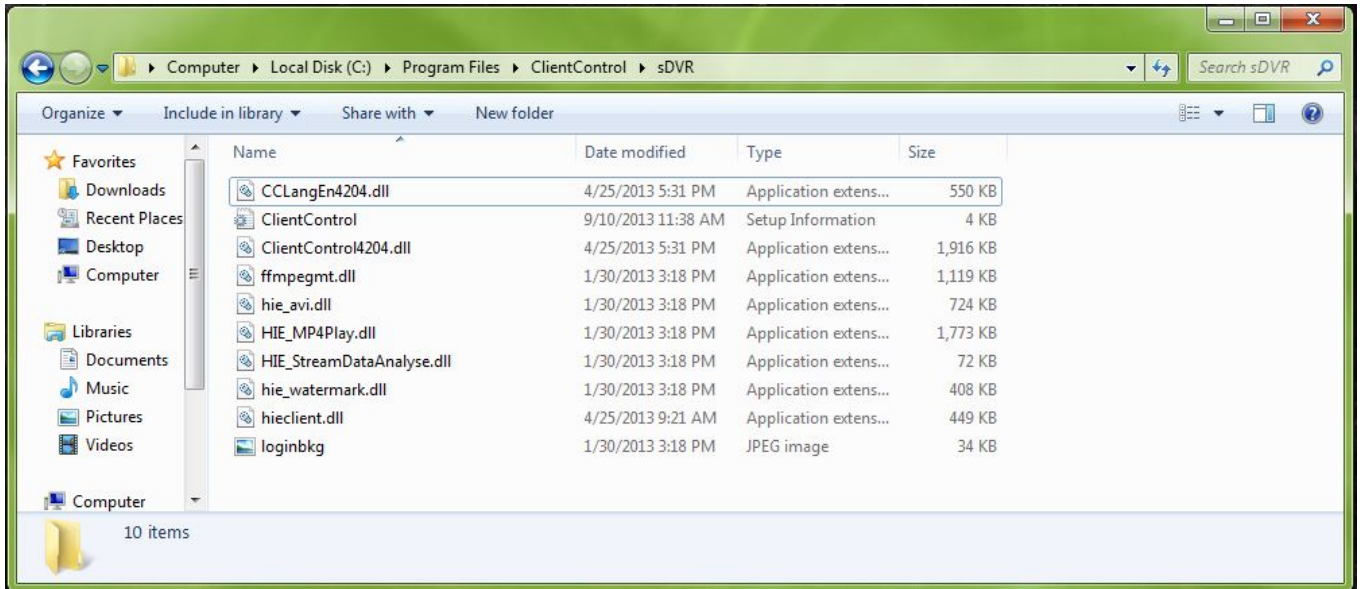 Computer Local Disk (C:) Program Files ClientControl sDVR Search sDVR
Organize Include in library Share with New folder
Favorites
Downloads
Recent Places
Desktop
Computer
Libraries
Documents
Music
Pictures
Videos
Computer
Name Date modified Type Size
CCLangEn4204.dll 4/25/2013 5:31 PM Application extens... 550 KB
ClientControl 9/10/2013 11:38 AM Setup Information 4 KB
ClientControl4204.dll 4/25/2013 5:31 PM Application extens... 1,916 KB
ffmpegmt.dll 1/30/2013 3:18 PM Application extens... 1,119 KB
hie_avi.dll 1/30/2013 3:18 PM Application extens... 724 KB
HIE_MP4Play.dll 1/30/2013 3:18 PM Application extens... 1,773 KB
HIE_StreamDataAnalyse.dll 1/30/2013 3:18 PM Application extens... 72 KB
hie_watermark.dll 1/30/2013 3:18 PM Application extens... 408 KB
hieclient.dll 4/25/2013 9:21 AM Application extens... 449 KB
loginbkg 1/30/2013 3:18 PM JPEG image 34 KB
10 items